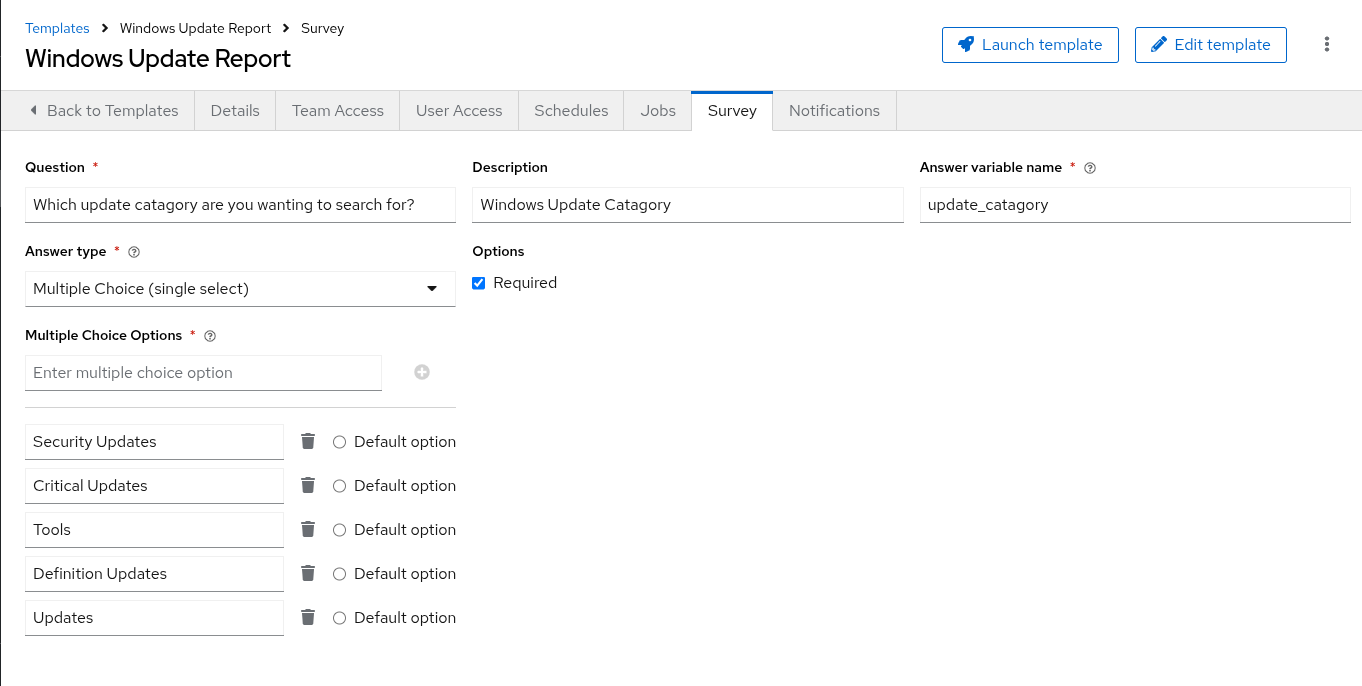 Templates > Windows Update Report > Survey
Windows Update Report
Launch template
Edit template
Back to Templates
Details
Team Access
User Access
Schedules
Jobs
Survey
Notifications
Question *
Description
Answer variable name *
Which update catagory are you wanting to search for?
Windows Update Catagory
update_catagory
Answer type *
Options
Multiple Choice (single select)
Required
Multiple Choice Options *
Enter multiple choice option
Security Updates
Default option
Critical Updates
Default option
Tools
Default option
Definition Updates
Default option
Updates
Default option